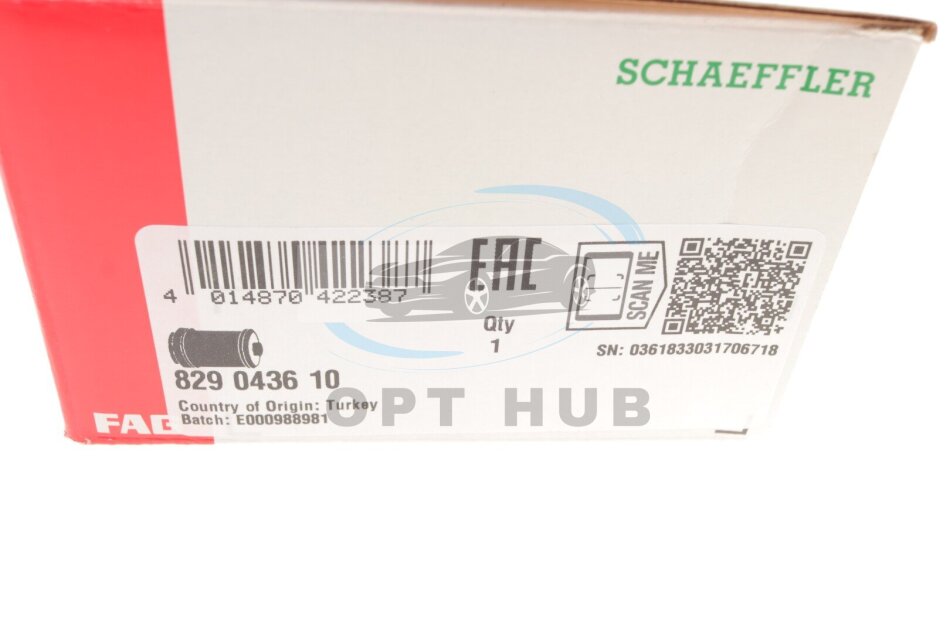 SCHAEFFLER
4 014870 422387
EAC
Qty
1
SCAN ME
SN: 0361833031706718
829 0436 10
Country of Origin: Turkey
Batch: E000988981
FAG
OPT HUB